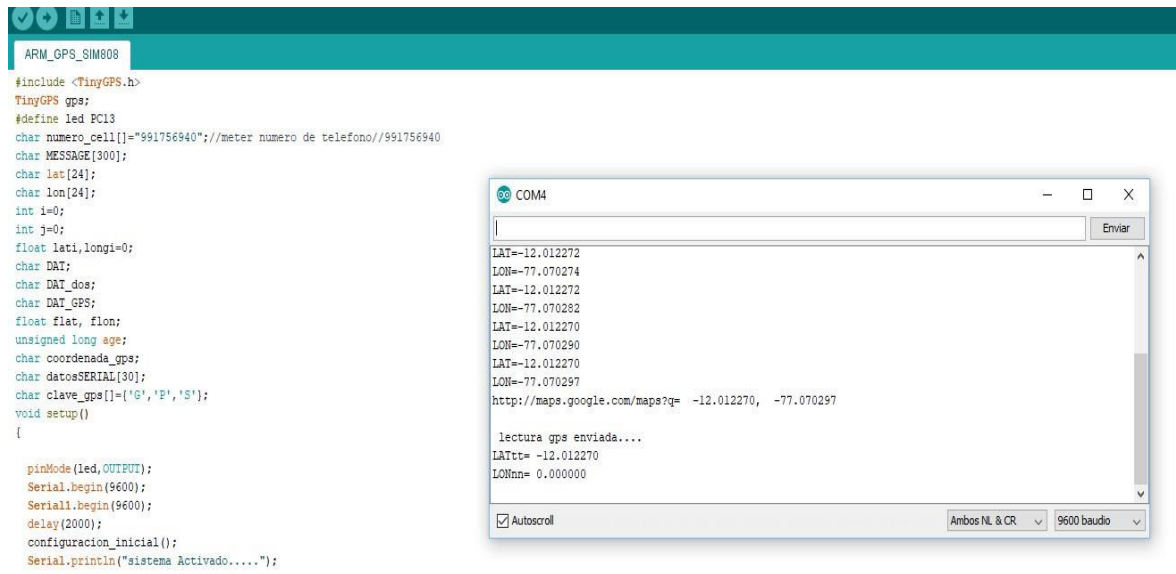 ARM_GPS_SIM808
#include <TinyGPS.h>
TinyGPS gps;
#define led PC13
char numero_cell[]="991756940";//meter numero de telefono//991756940
char MESSAGE[300];
char lat[24];
char lon[24];
int i=0;
int j=0;
float lati,longi=0;
char DAT;
char DAT_dos;
char DAT_GPS;
float flat, flon;
unsigned long age;
char coordenada_gps;
char datosSERIAL[30];
char clave_gps[]={'G','P','S'};
void setup()
{
pinMode(led,OUTPUT);
Serial.begin(9600);
Serial1.begin(9600);
delay(2000);
configuracion_inicial();
Serial.println("sistema Activado.....");
COM4
Enviar
LAT=-12.012272
LON=-77.070274
LAT=-12.012272
LON=-77.070282
LAT=-12.012270
LON=-77.070290
LAT=-12.012270
LON=-77.070297
http://maps.google.com/maps?q=  -12.012270,  -77.070297
lectura gps enviada....
LATtt= -12.012270
LONnn= 0.000000
Autoscroll
Ambos NL & CR
9600 baudio